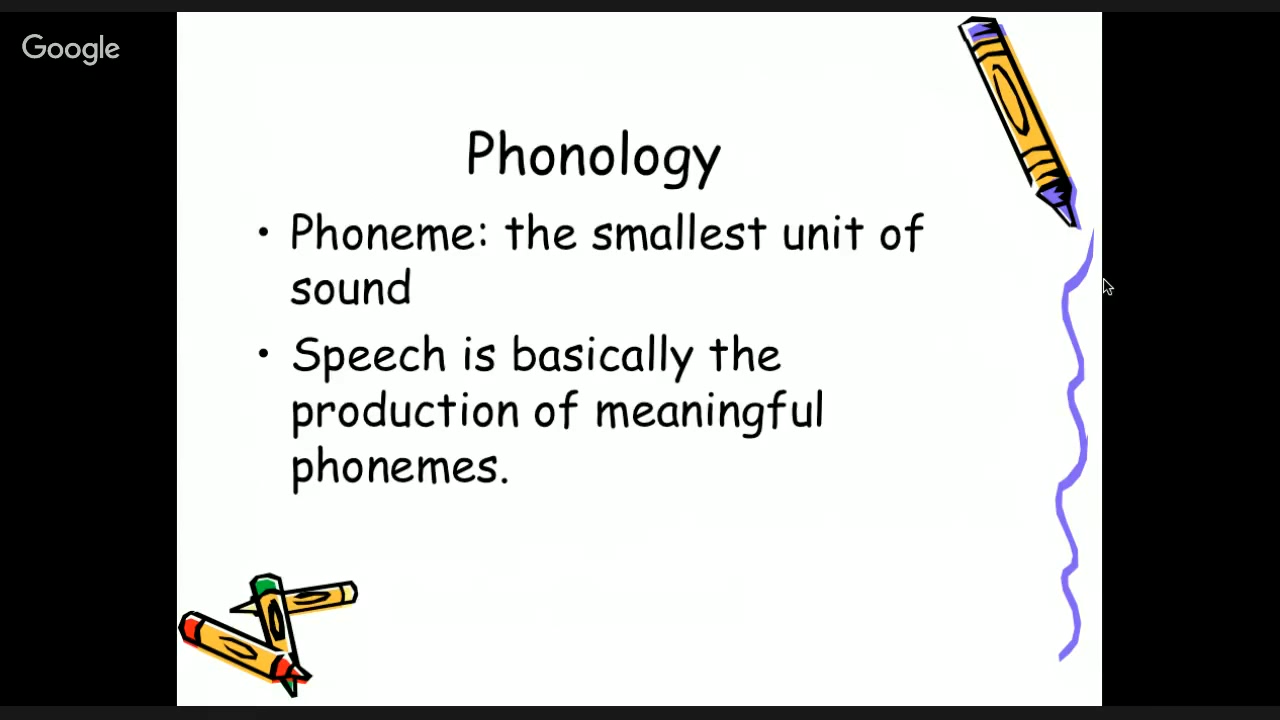 Google
Phonology
• Phoneme: the smallest unit of
sound
• Speech is basically the
production of meaningful
phonemes.